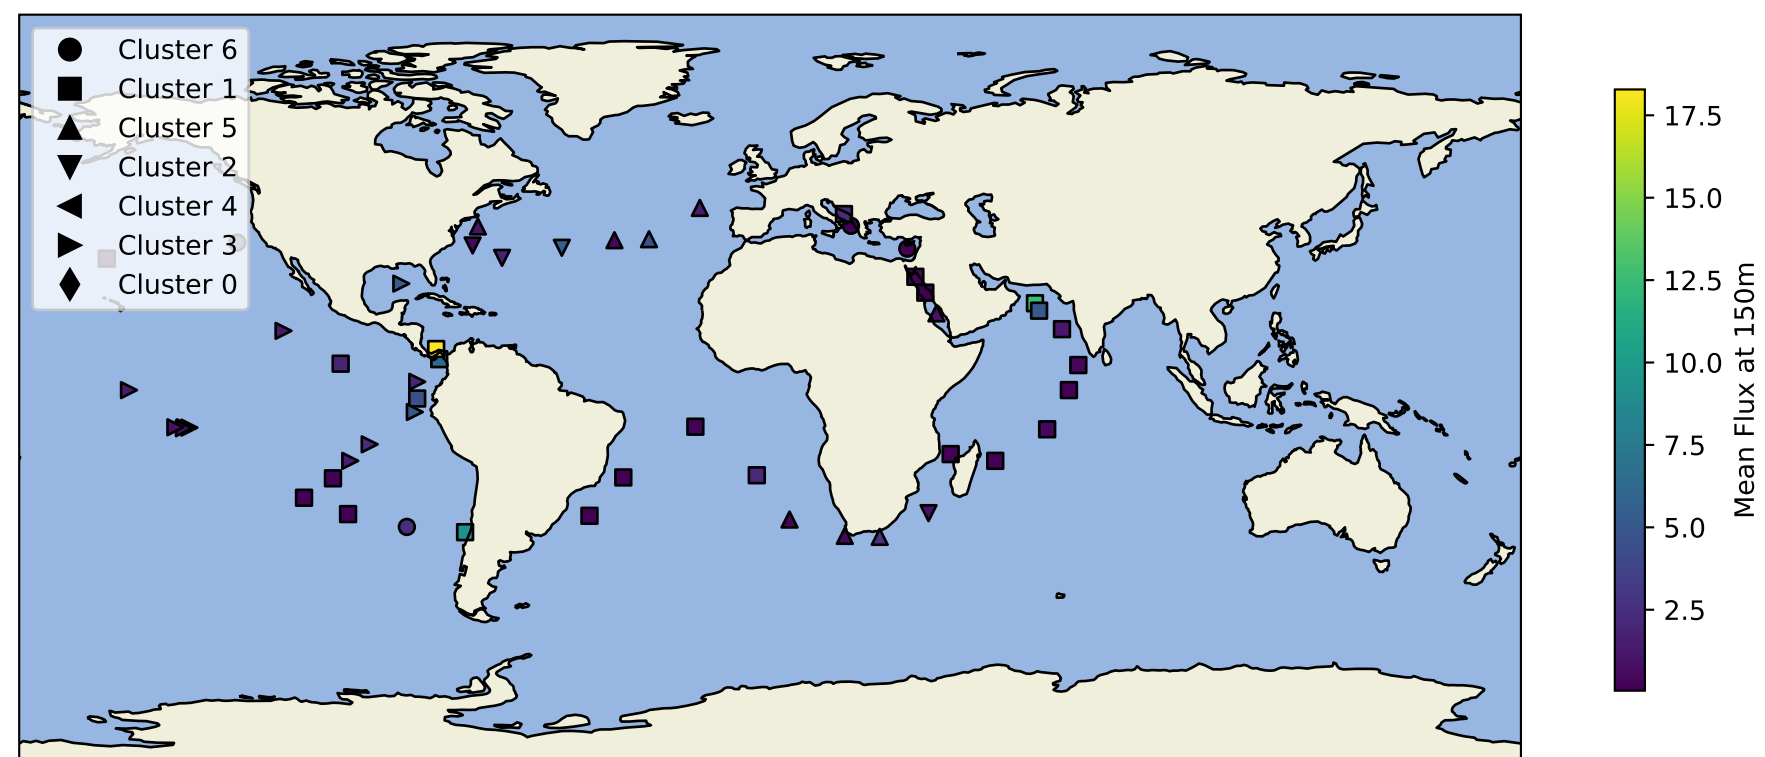 Cluster 6
Cluster 1
Cluster 5
Cluster 2
Cluster 4
Cluster 3
Cluster 0
17.5
15.0
12.5
10.0
7.5
5.0
2.5
Mean Flux at 150m